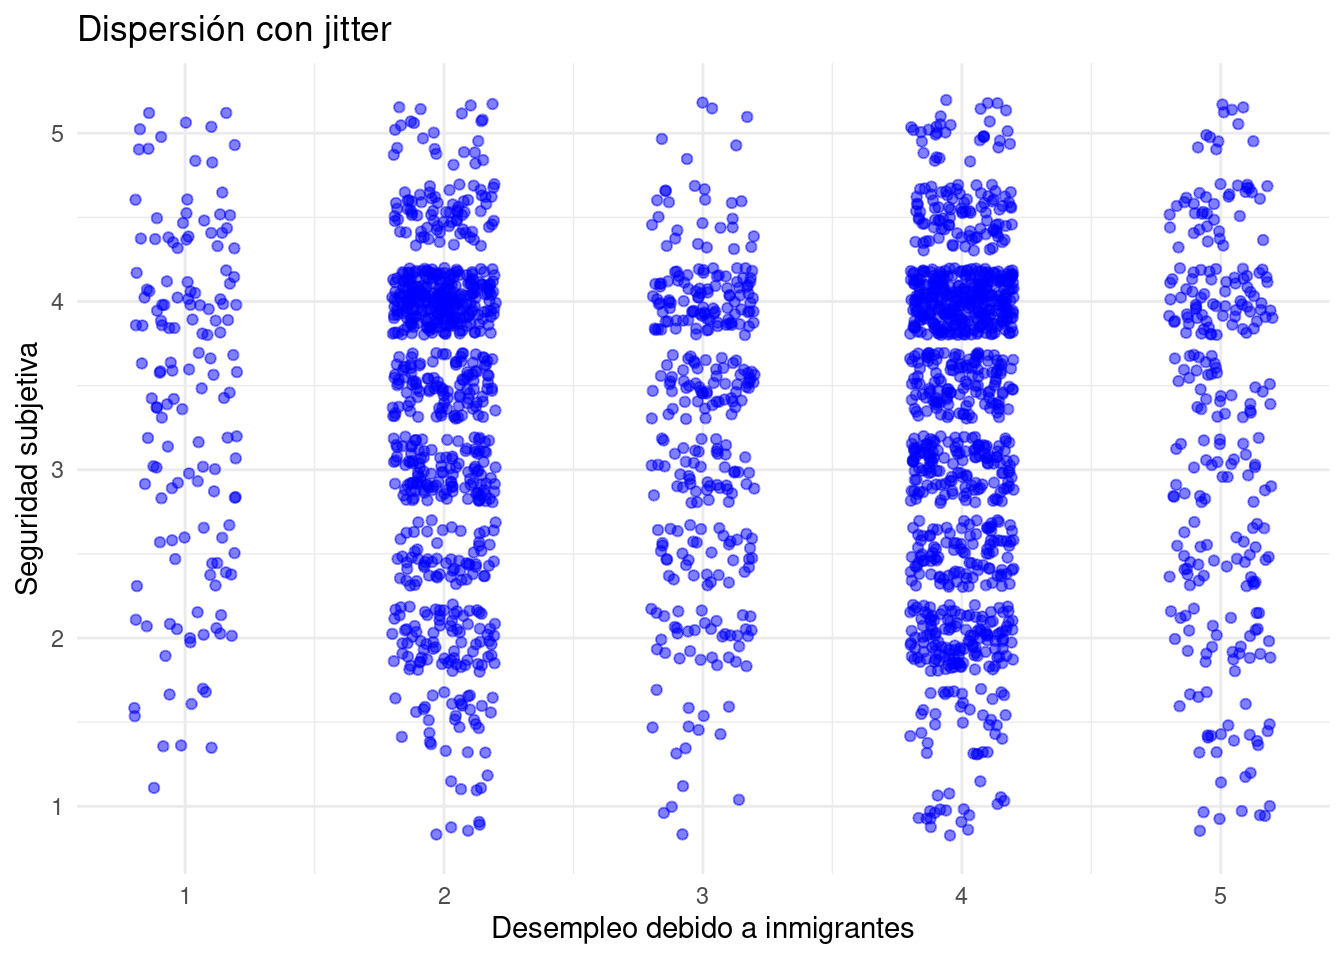 Dispersión con jitter
Seguridad subjetiva
5
4
3
2
1
1 2 3 4 5
Desempleo debido a inmigrantes